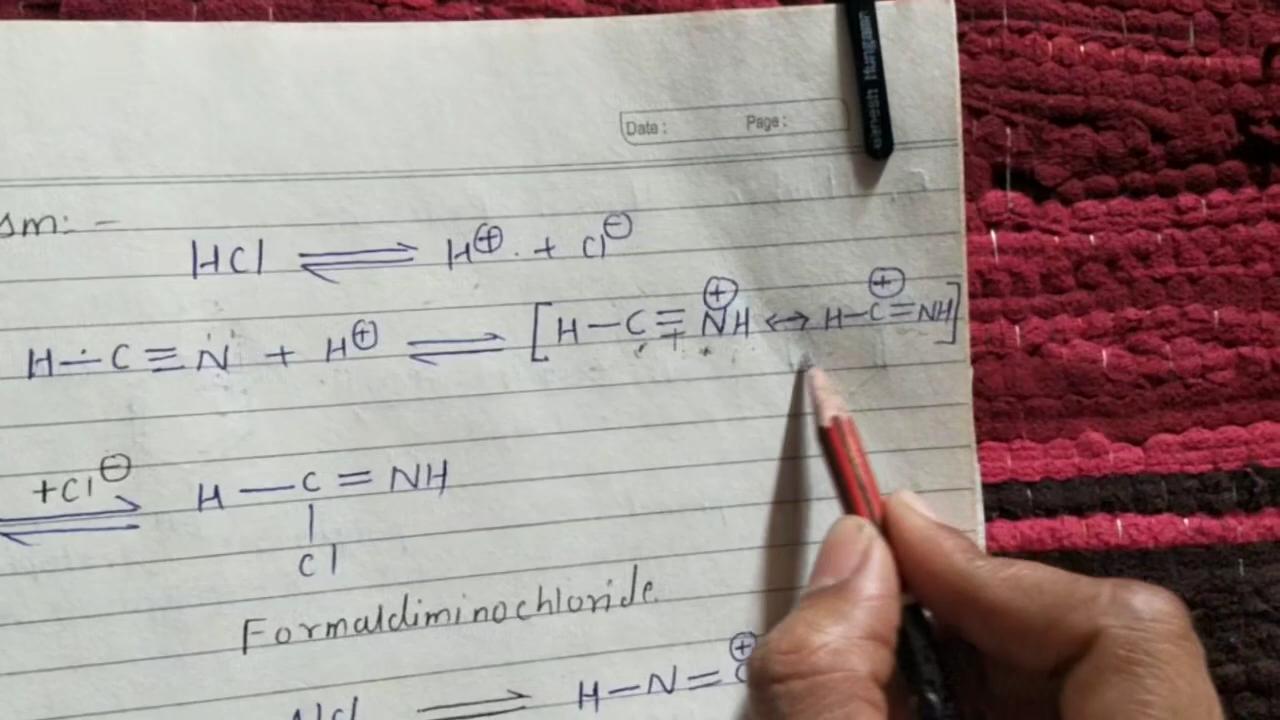 Date : Page :
sm: -
HCl ⇌ H⊕ + Cl⊖
H—C≡N̈ + H⊕ ⇌ [H—C≡N⊕H ↔ H—C⊕=NH]
+Cl⊖ ⇌ H—C=NH
|
Cl
Formaldiminochloride
H—N=C⊕